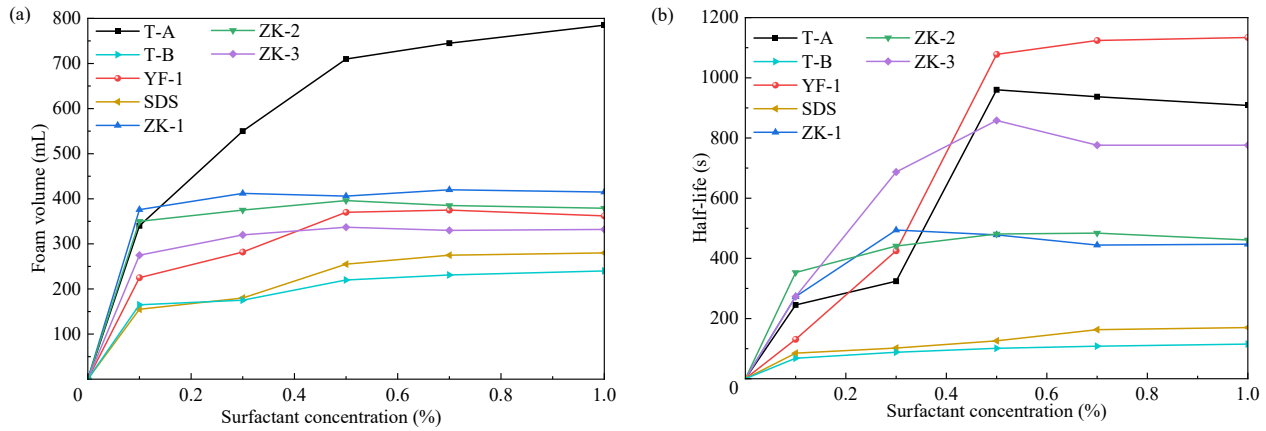 (a)
800
700
600
500
400
300
200
100
0
0.2
0.4
0.6
0.8
1.0
Foam volume (mL)
Surfactant concentration (%)
T-A
T-B
YF-1
SDS
ZK-1
ZK-2
ZK-3
(b)
1200
1000
800
600
400
200
0
0.2
0.4
0.6
0.8
1.0
Half-life (s)
Surfactant concentration (%)
T-A
T-B
YF-1
SDS
ZK-1
ZK-2
ZK-3